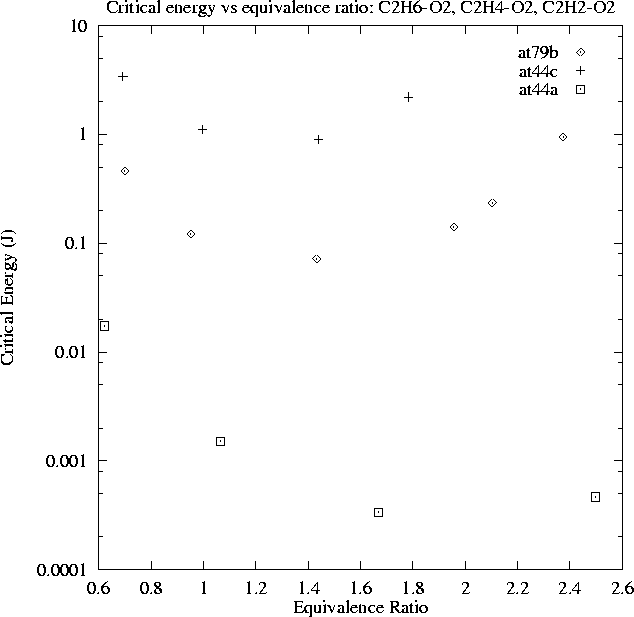 Critical energy vs equivalence ratio: C2H6-O2, C2H4-O2, C2H2-O2
10
at79b
at44c
at44a
1
0.1
Critical Energy (J)
0.01
0.001
0.0001
0.6 0.8 1 1.2 1.4 1.6 1.8 2 2.2 2.4 2.6
Equivalence Ratio